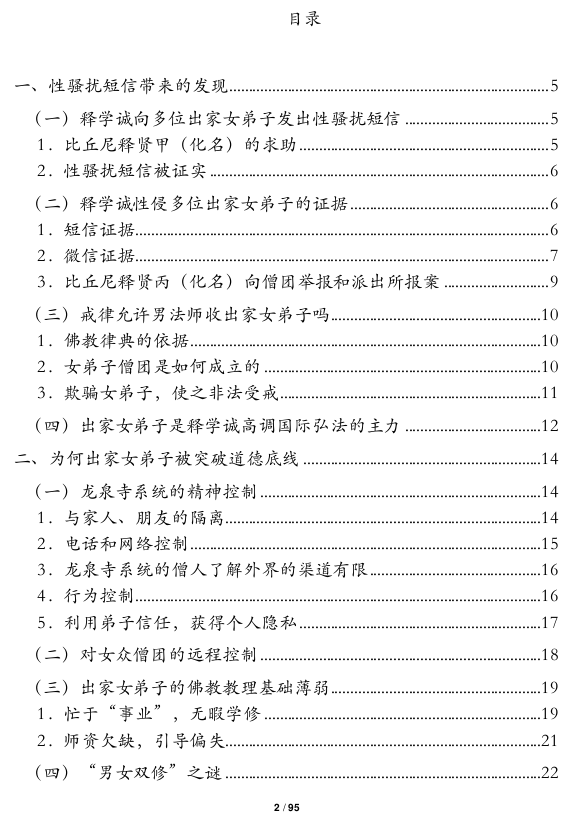 目录
一、性骚扰短信带来的发现........................................5
（一）释学诚向多位出家女弟子发出性骚扰短信........................................5
1．比丘尼释贤甲（化名）的求助........................................5
2．性骚扰短信被证实........................................6
（二）释学诚性侵多位出家女弟子的证据........................................6
1．短信证据........................................6
2．微信证据........................................7
3．比丘尼释贤丙（化名）向僧团举报和派出所报案........................................9
（三）戒律允许男法师收出家女弟子吗........................................10
1．佛教律典的依据........................................10
2．女弟子僧团是如何成立的........................................10
3．欺骗女弟子，使之非法受戒........................................11
（四）出家女弟子是释学诚高调国际弘法的主力........................................12
二、为何出家女弟子被突破道德底线........................................14
（一）龙泉寺系统的精神控制........................................14
1．与家人、朋友的隔离........................................14
2．电话和网络控制........................................15
3．龙泉寺系统的僧人了解外界的渠道有限........................................16
4．行为控制........................................16
5．利用弟子信任，获得个人隐私........................................17
（二）对女众僧团的远程控制........................................18
（三）出家女弟子的佛教教理基础薄弱........................................19
1．忙于“事业”，无暇学修........................................19
2．师资欠缺，引导偏失........................................21
（四）“男女双修”之谜........................................22
2 / 95